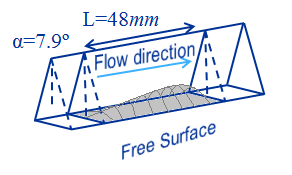 L=48mm
α=7.9°
Flow direction
Free Surface